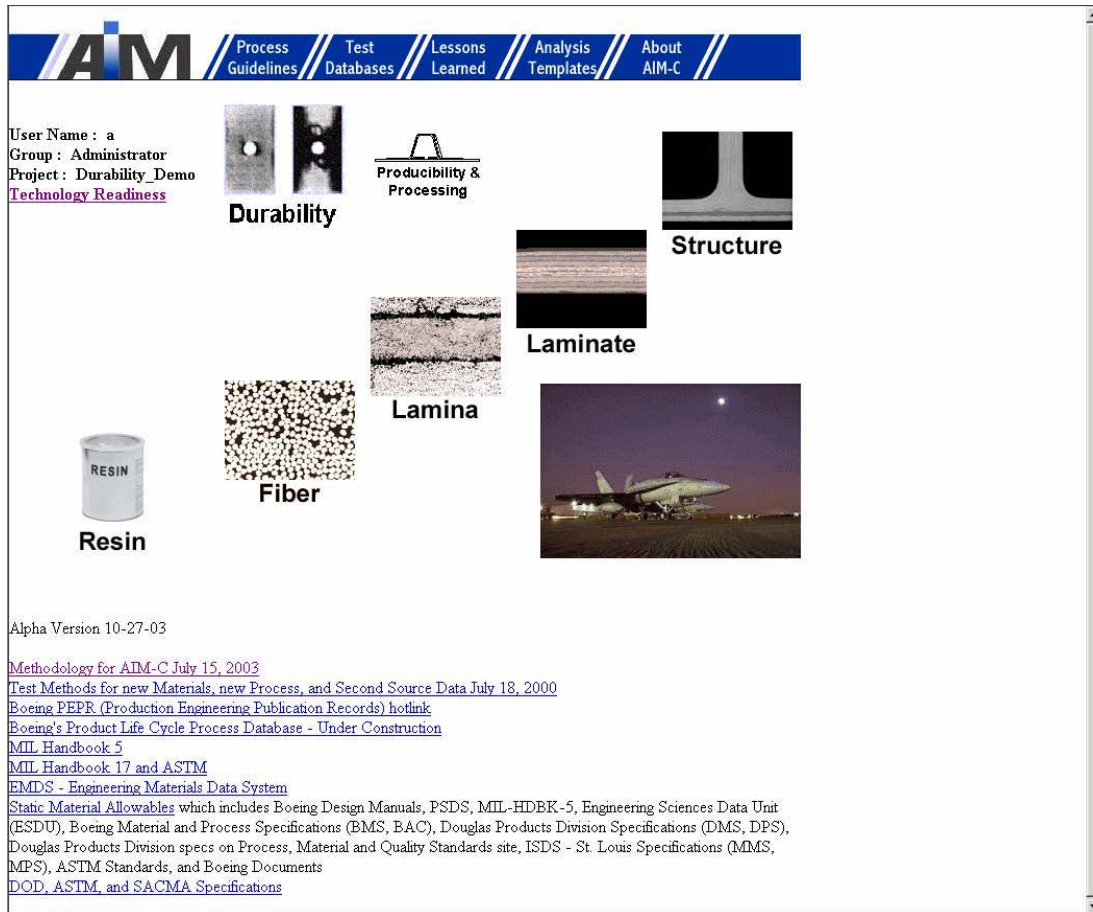 AIM
Process Guidelines
Test Databases
Lessons Learned
Analysis Templates
About AIM-C
User Name : a
Group : Administrator
Project : Durability_Demo
Technology Readiness
Durability
Producibility &
Processing
Structure
Laminate
Lamina
Fiber
RESIN
Resin
Alpha Version 10-27-03
Methodology for AIM-C July 15, 2003
Test Methods for new Materials, new Process, and Second Source Data July 18, 2000
Boeing PEPR (Production Engineering Publication Records) hotlink
Boeing's Product Life Cycle Process Database - Under Construction
MIL Handbook 5
MIL Handbook 17 and ASTM
EMDS - Engineering Materials Data System
Static Material Allowables which includes Boeing Design Manuals, PSDS, MIL-HDBK-5, Engineering Sciences Data Unit
(ESDU), Boeing Material and Process Specifications (BMS, BAC), Douglas Products Division Specifications (DMS, DPS),
Douglas Products Division specs on Process, Material and Quality Standards site, ISDS - St. Louis Specifications (MMS,
MPS), ASTM Standards, and Boeing Documents
DOD, ASTM, and SACMA Specifications